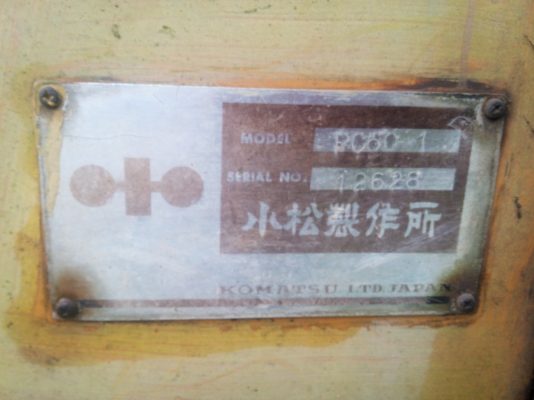 MODEL PC60-1
SERIAL NO. 12628
小松製作所
KOMATSU LTD. JAPAN